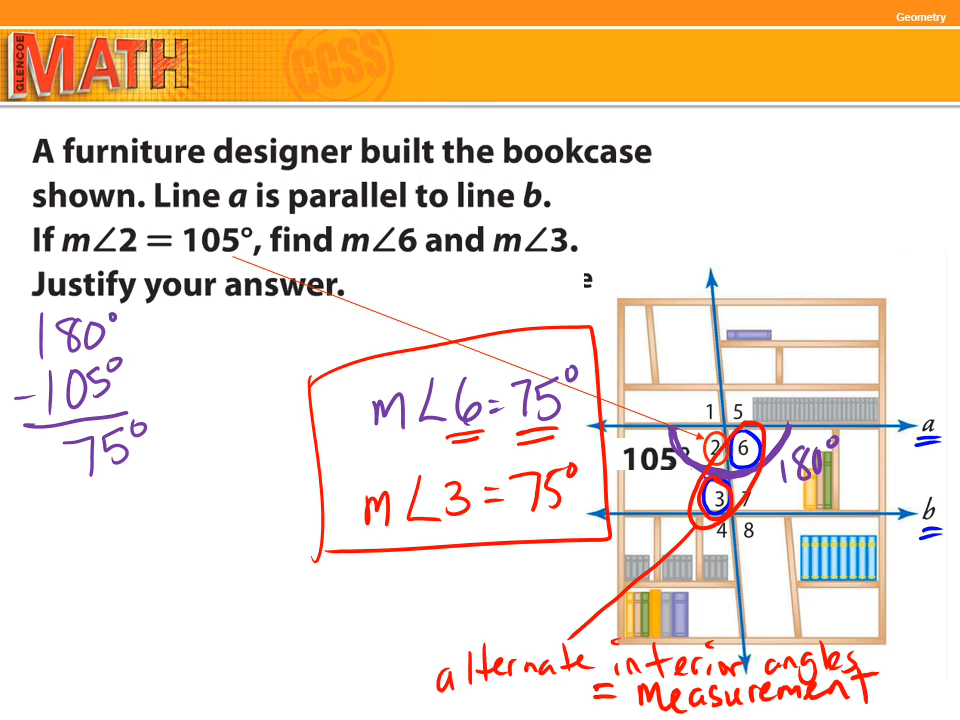 Geometry
GLENCOE
MATH
CCSS
A furniture designer built the bookcase
shown. Line a is parallel to line b.
If m∠2 = 105°, find m∠6 and m∠3.
Justify your answer.
e
180°
-105°
75°
m∠6=75°
m∠3=75°
1 5
a
105° 2 6
180°
3 7
b
4 8
alternate interior angles
= measurement